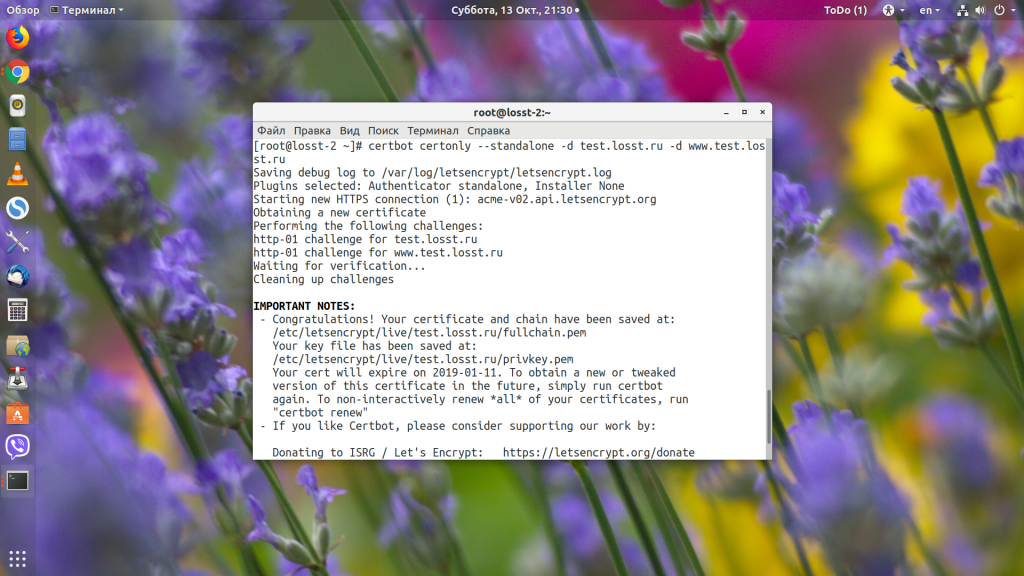 Обзор
Терминал
Суббота, 13 Окт., 21:30
ToDo (1)
en
root@losst-2:~
Файл Правка Вид Поиск Терминал Справка
[root@losst-2 ~]# certbot certonly --standalone -d test.losst.ru -d www.test.los
st.ru
Saving debug log to /var/log/letsencrypt/letsencrypt.log
Plugins selected: Authenticator standalone, Installer None
Starting new HTTPS connection (1): acme-v02.api.letsencrypt.org
Obtaining a new certificate
Performing the following challenges:
http-01 challenge for test.losst.ru
http-01 challenge for www.test.losst.ru
Waiting for verification...
Cleaning up challenges
IMPORTANT NOTES:
- Congratulations! Your certificate and chain have been saved at:
/etc/letsencrypt/live/test.losst.ru/fullchain.pem
Your key file has been saved at:
/etc/letsencrypt/live/test.losst.ru/privkey.pem
Your cert will expire on 2019-01-11. To obtain a new or tweaked
version of this certificate in the future, simply run certbot
again. To non-interactively renew *all* of your certificates, run
"certbot renew"
- If you like Certbot, please consider supporting our work by:
Donating to ISRG / Let's Encrypt: https://letsencrypt.org/donate